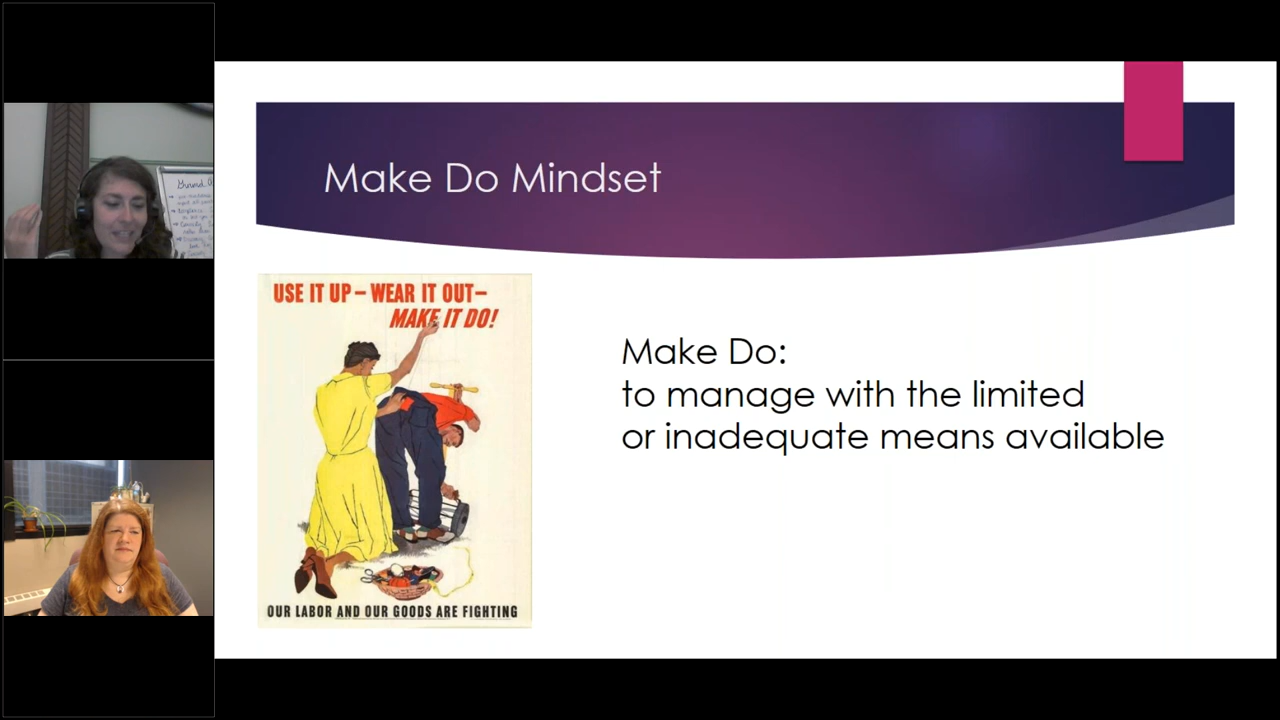 Make Do Mindset
USE IT UP – WEAR IT OUT –
MAKE IT DO!
OUR LABOR AND OUR GOODS ARE FIGHTING
Make Do:
to manage with the limited
or inadequate means available